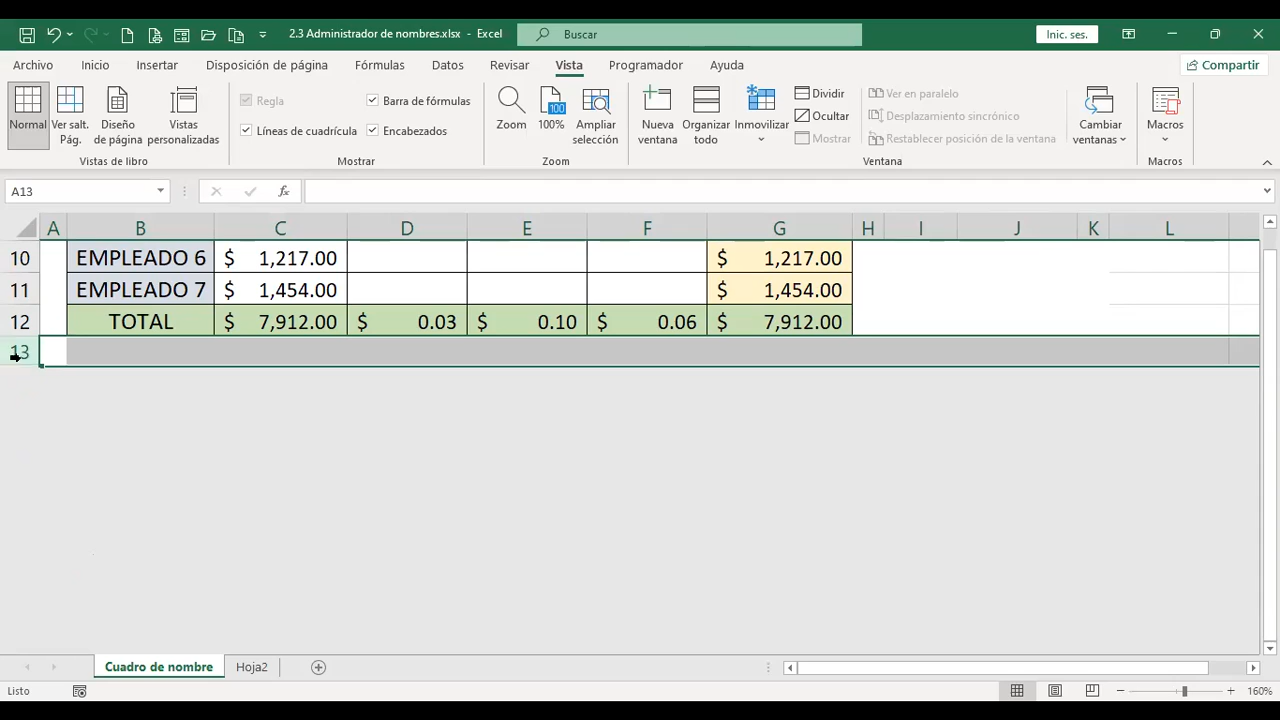 2.3 Administrador de nombres.xlsx - Excel
Buscar
Inic. ses.
Archivo Inicio Insertar Disposición de página Fórmulas Datos Revisar Vista Programador Ayuda Compartir
Normal
Ver salt. Pág.
Diseño de página
Vistas personalizadas
Vistas de libro
Regla
Barra de fórmulas
Líneas de cuadrícula
Encabezados
Mostrar
Zoom
100
100%
Ampliar selección
Zoom
Nueva ventana
Organizar todo
Inmovilizar
Dividir
Ocultar
Mostrar
Ver en paralelo
Desplazamiento sincrónico
Restablecer posición de la ventana
Cambiar ventanas
Ventana
Macros
Macros
A13
fx
A B C D E F G H I J K L
10 EMPLEADO 6 $ 1,217.00 $ 1,217.00
11 EMPLEADO 7 $ 1,454.00 $ 1,454.00
12 TOTAL $ 7,912.00 $ 0.03 $ 0.10 $ 0.06 $ 7,912.00
13
Cuadro de nombre Hoja2
Listo
160%